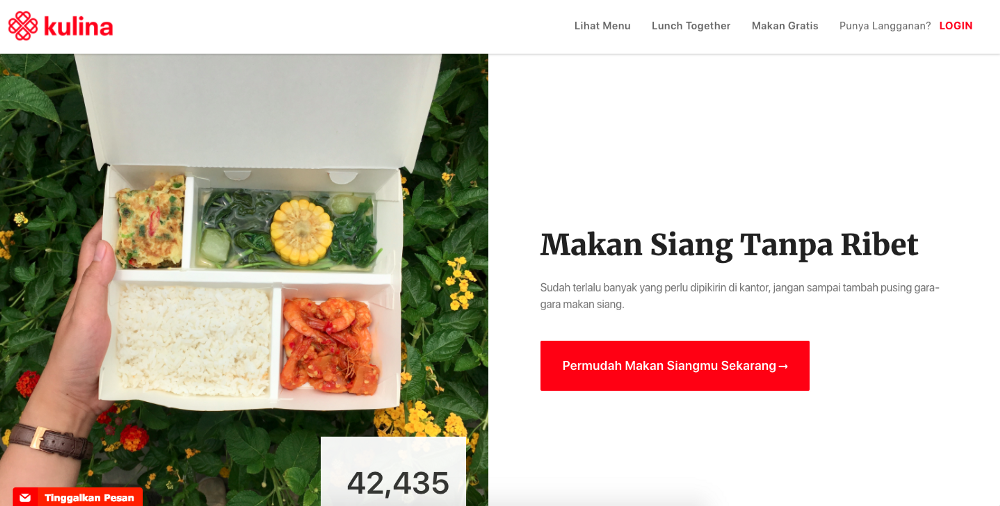 kulina
Lihat Menu
Lunch Together
Makan Gratis
Punya Langganan? LOGIN
Makan Siang Tanpa Ribet
Sudah terlalu banyak yang perlu dipikirin di kantor, jangan sampai tambah pusing gara-
gara makan siang.
Permudah Makan Siangmu Sekarang→
42,435
Tinggalkan Pesan